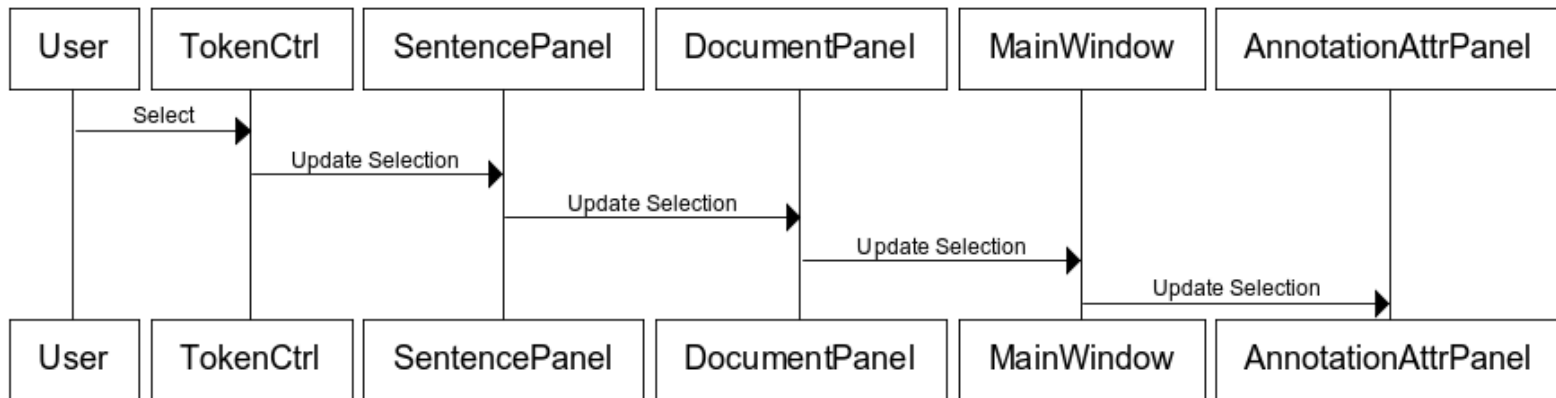 User TokenCtrl SentencePanel DocumentPanel MainWindow AnnotationAttrPanel
Select
Update Selection
Update Selection
Update Selection
Update Selection
User TokenCtrl SentencePanel DocumentPanel MainWindow AnnotationAttrPanel